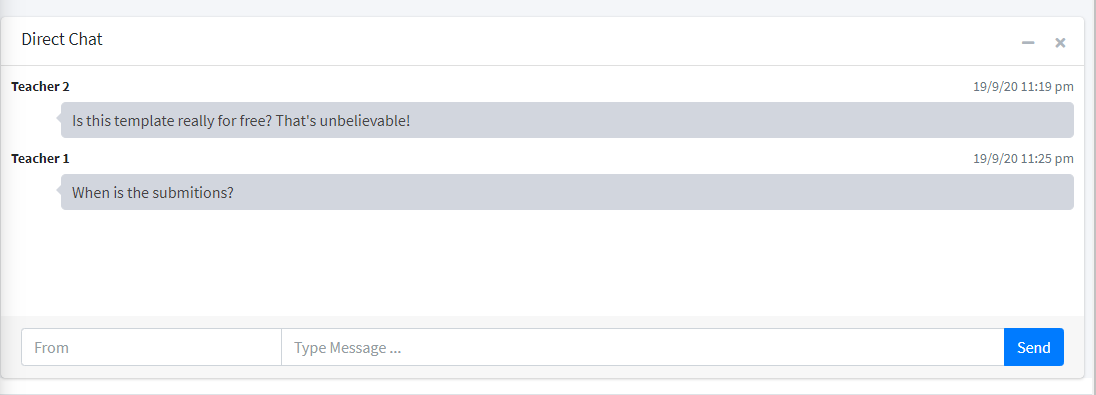 Direct Chat
Teacher 2 19/9/20 11:19 pm
Is this template really for free? That's unbelievable!
Teacher 1 19/9/20 11:25 pm
When is the submitions?
From Type Message ... Send